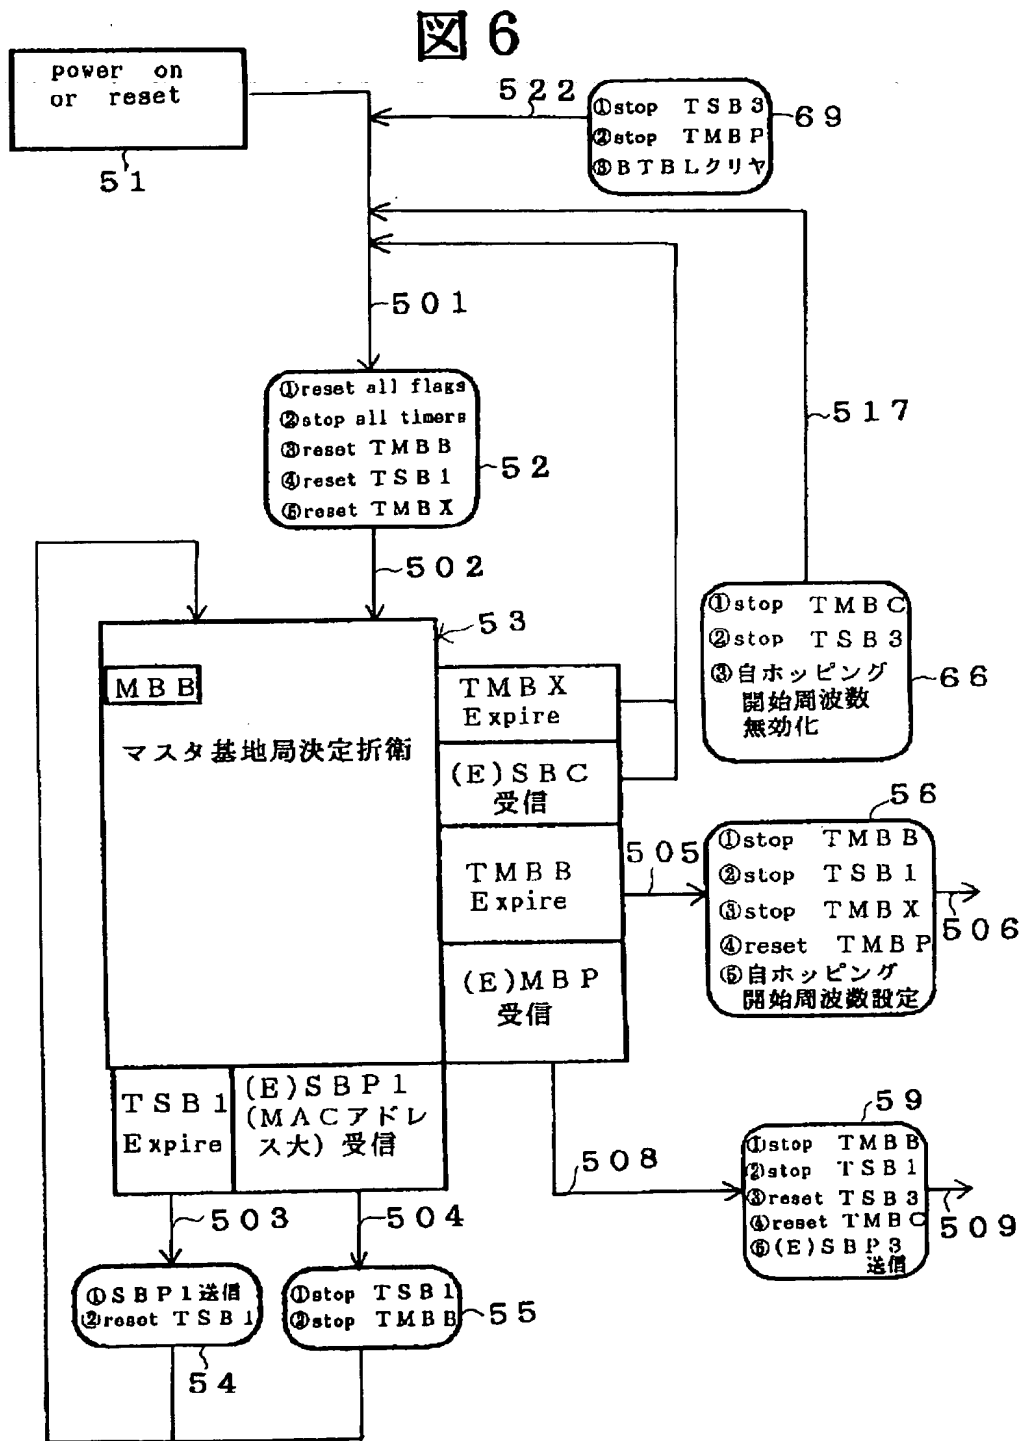 図6
power on
or reset
51
522
①stop TSB3
②stop TMBP
③BTBLクリヤ
69
501
①reset all flags
②stop all timers
③reset TMBB
④reset TSB1
⑤reset TMBX
52
517
502
53
MBB
マスタ基地局決定折衛
TMBX
Expire
(E)SBC
受信
TMBB
Expire
(E)MBP
受信
①stop TMBC
②stop TSB3
③自ホッピング
開始周波数
無効化
66
505
56
①stop TMBB
②stop TSB1
③stop TMBX
④reset TMBP
⑤自ホッピング
開始周波数設定
506
TSB1
Expire
(E)SBP1
(MACアドレ
ス大)受信
508
59
①stop TMBB
②stop TSB1
③reset TSB3
④reset TMBC
⑤(E)SBP3
送信
509
503
504
①SBP1送信
②reset TSB1
54
①stop TSB1
②stop TMBB
55